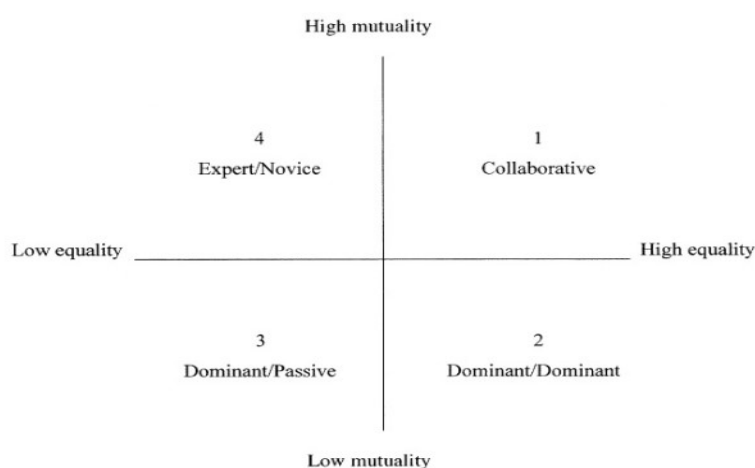 High mutuality
4
Expert/Novice
1
Collaborative
Low equality
High equality
3
Dominant/Passive
2
Dominant/Dominant
Low mutuality